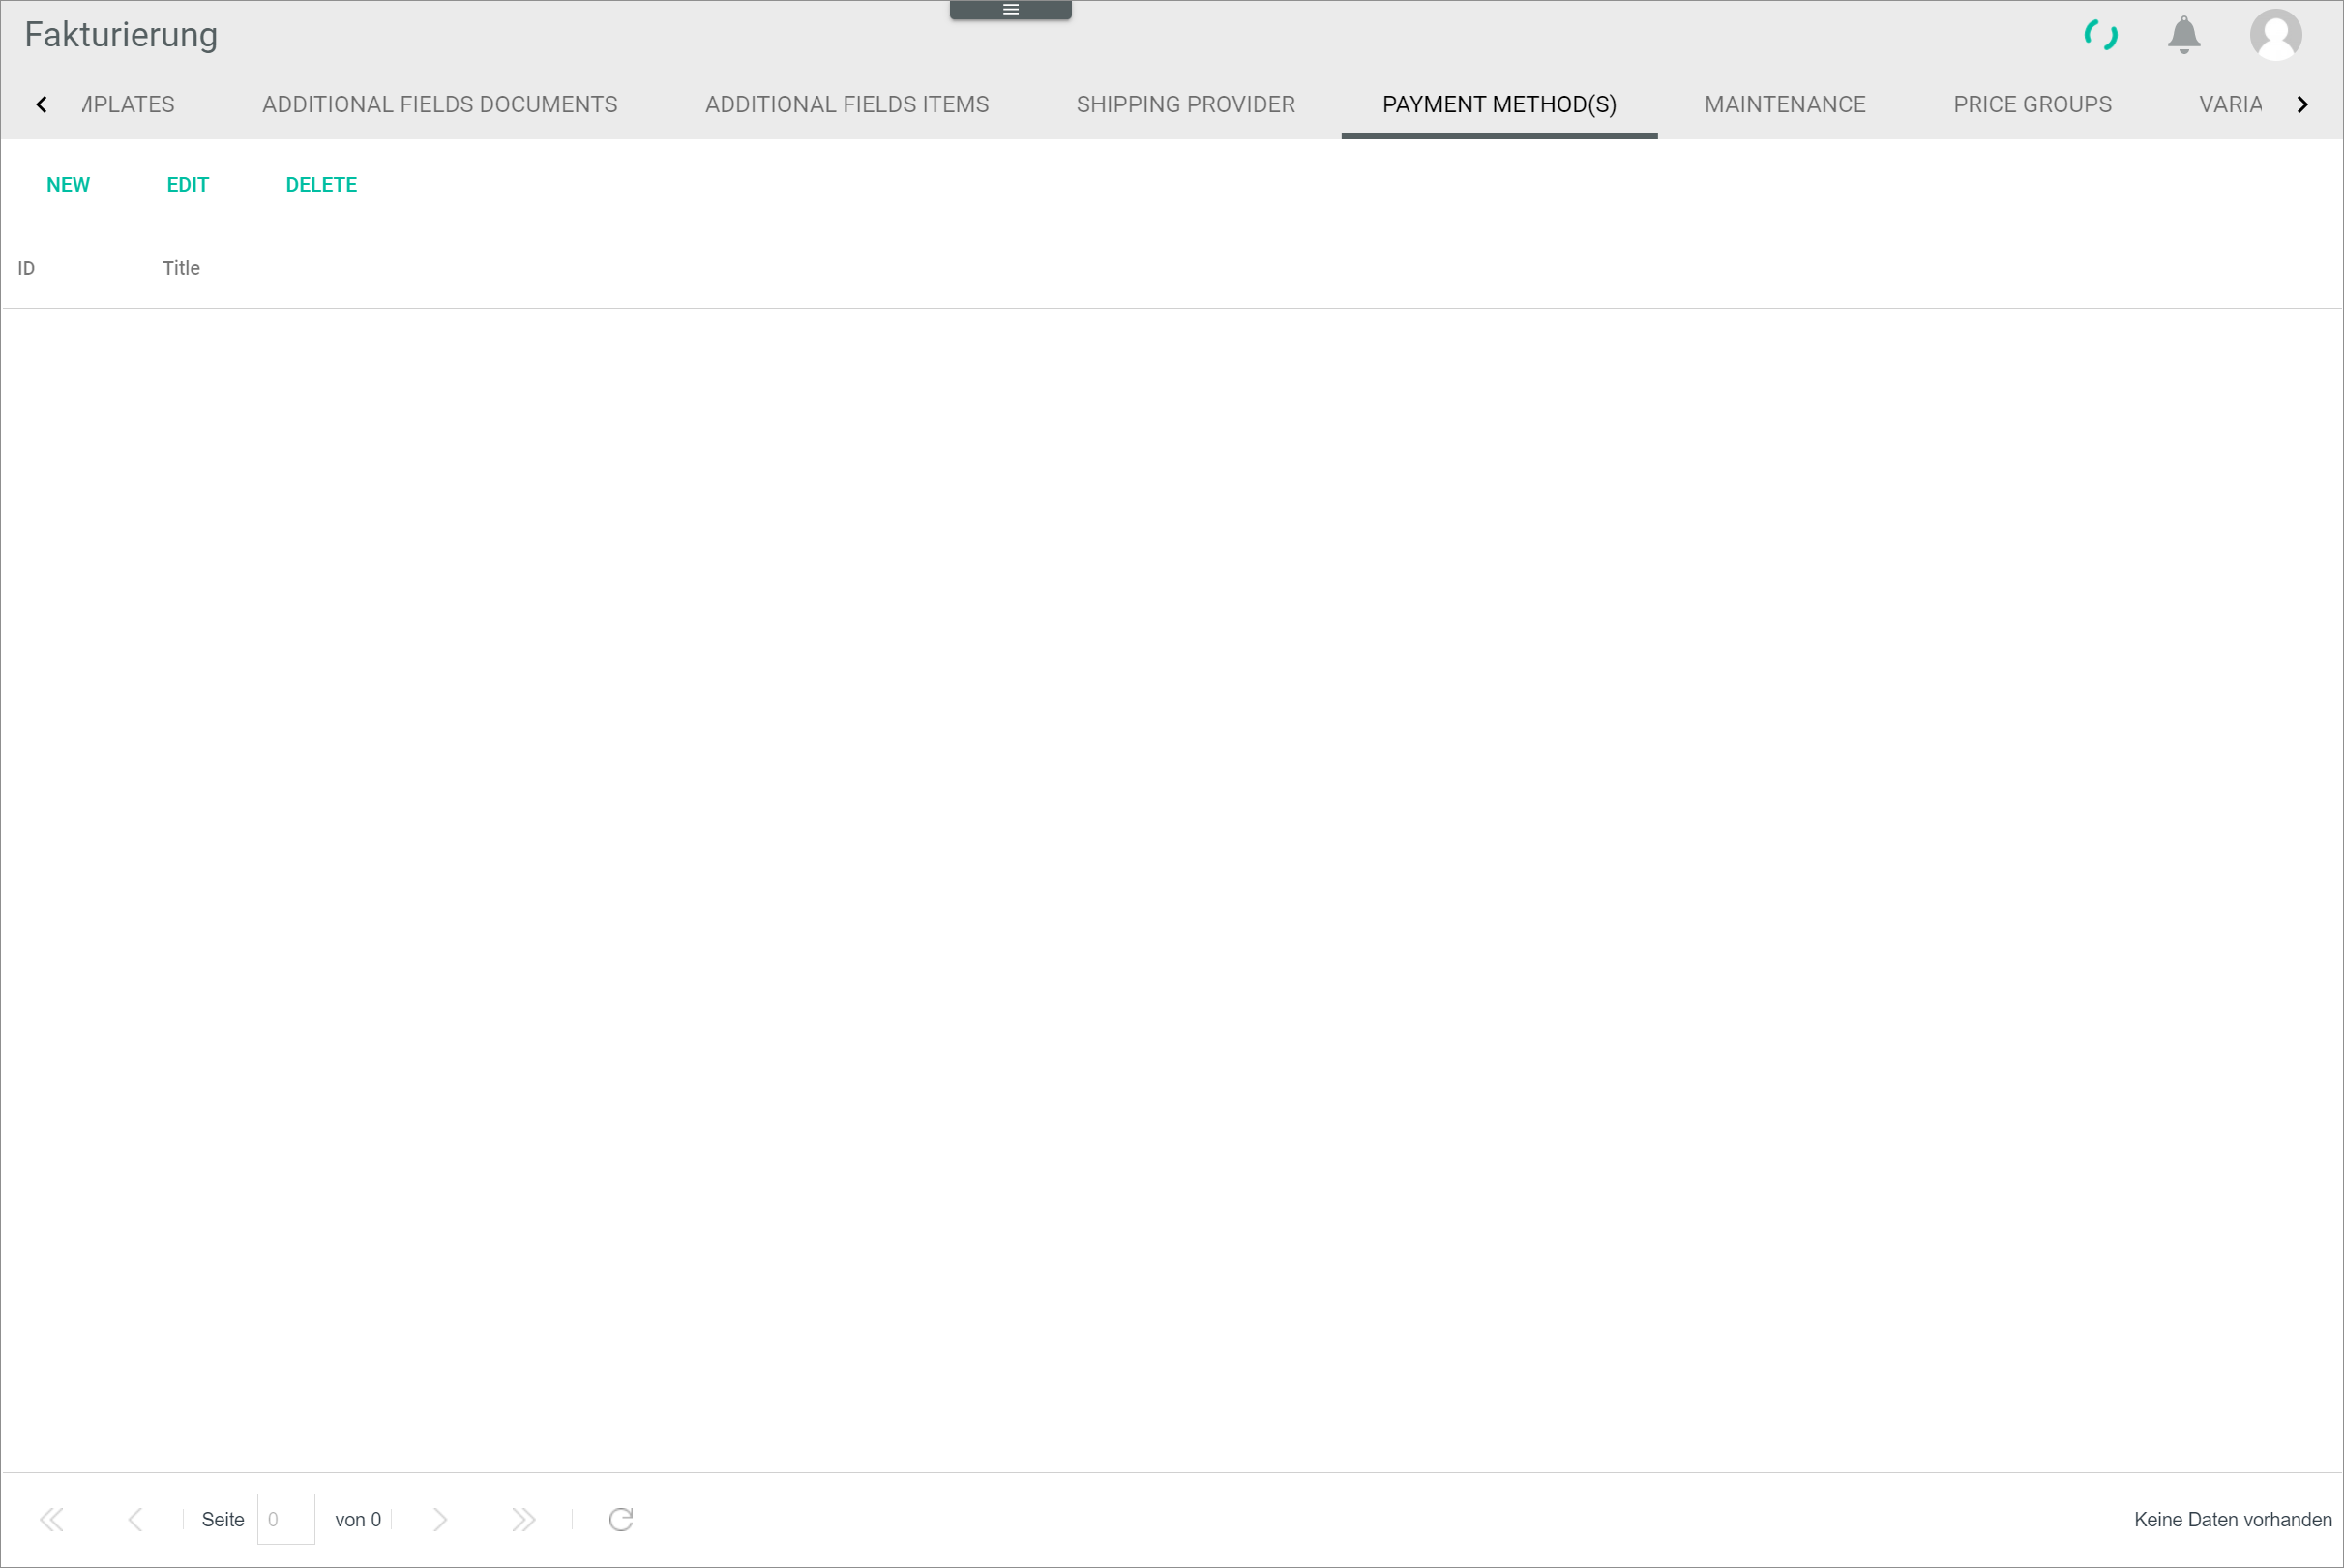 Fakturierung
MPLATES ADDITIONAL FIELDS DOCUMENTS ADDITIONAL FIELDS ITEMS SHIPPING PROVIDER PAYMENT METHOD(S) MAINTENANCE PRICE GROUPS VARIA
NEW EDIT DELETE
ID Title
Seite 0 von 0 Keine Daten vorhanden